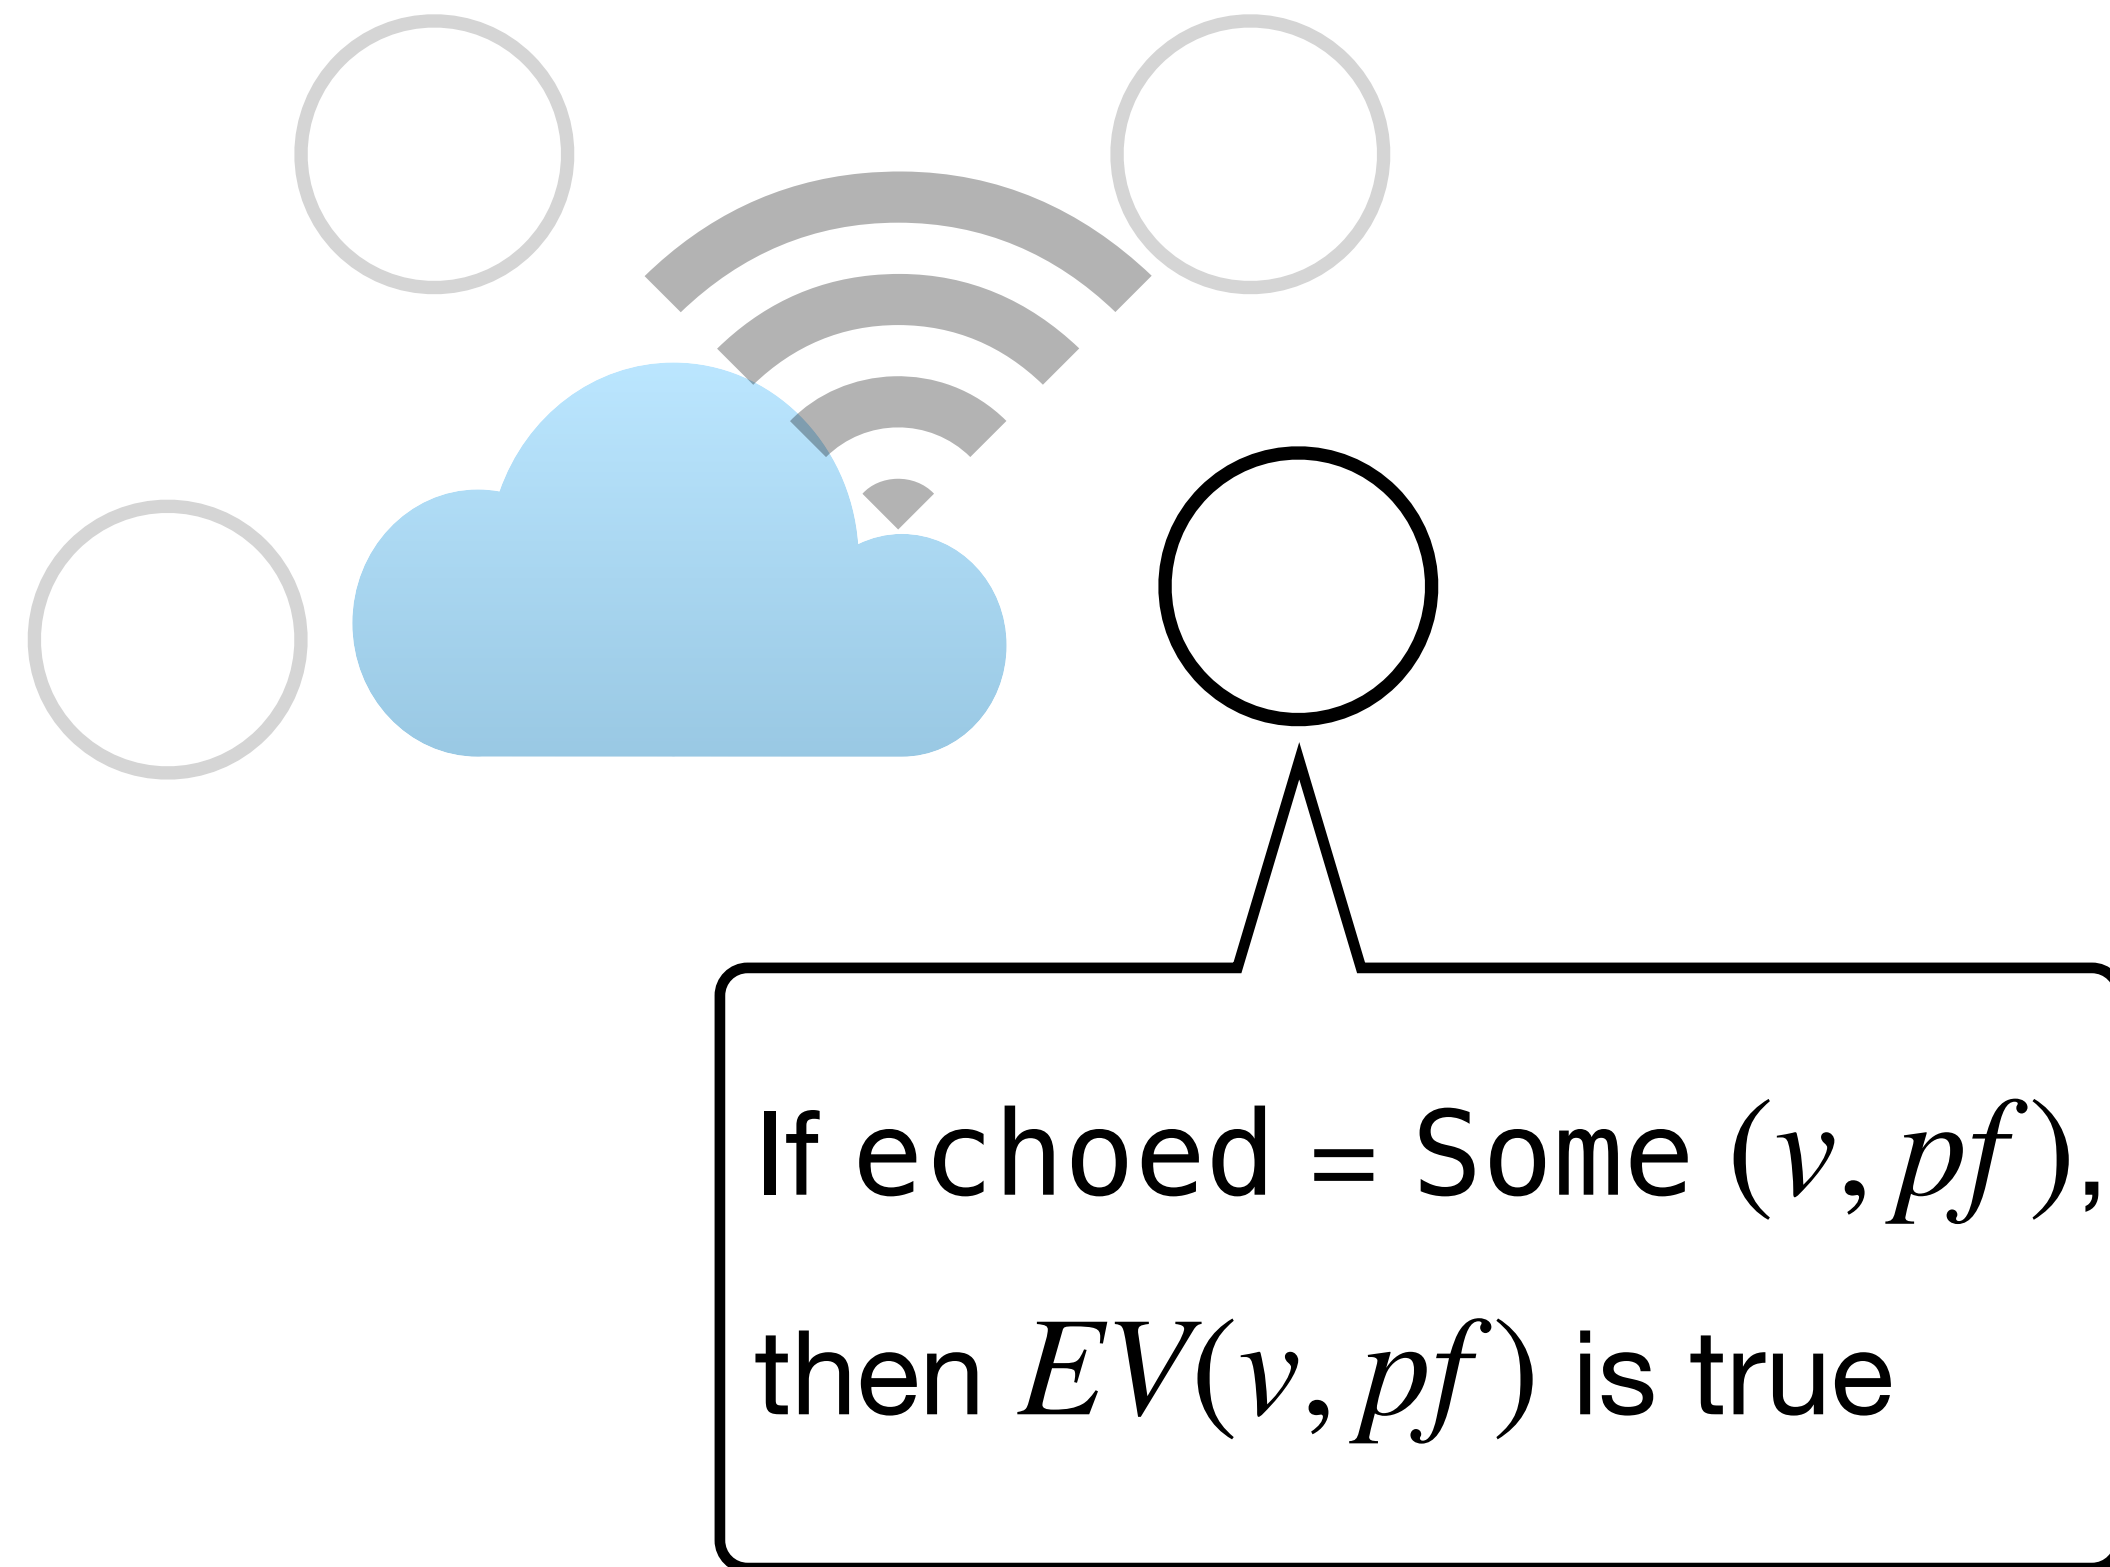 If echoed = Some (v, pf),
then EV(v, pf) is true